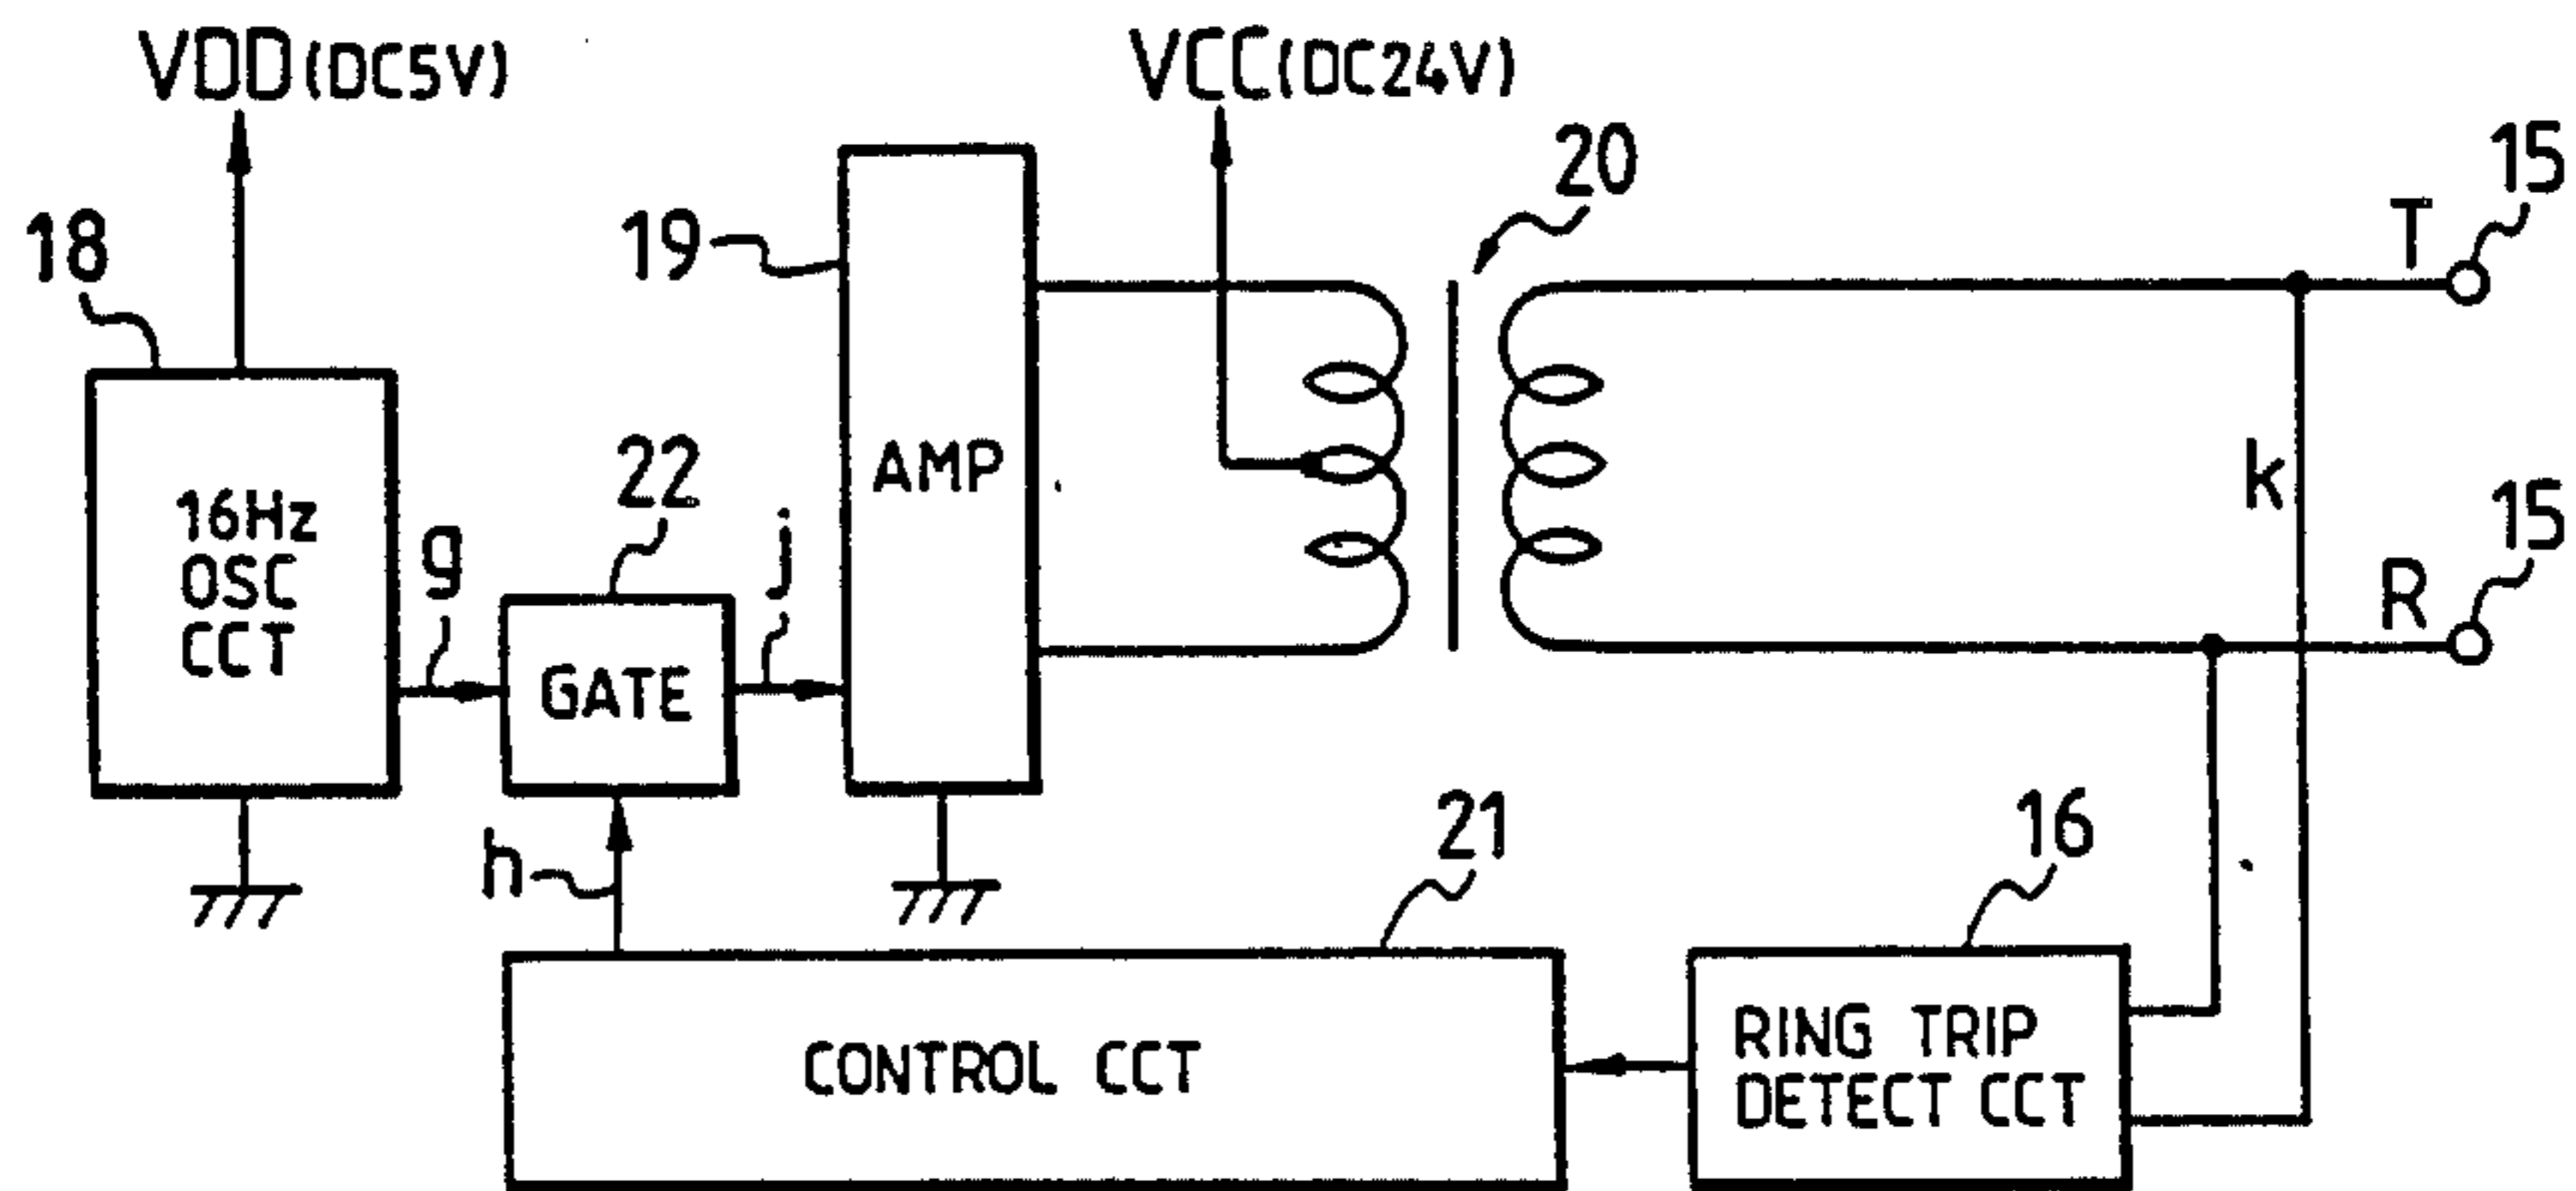 VDD (DC5V)
VCC (DC24V)
20
15
T
18
19
22
AMP
k
15
16Hz
OSC
CCT
g
j
R
GATE
h
21
16
CONTROL CCT
RING TRIP
DETECT CCT